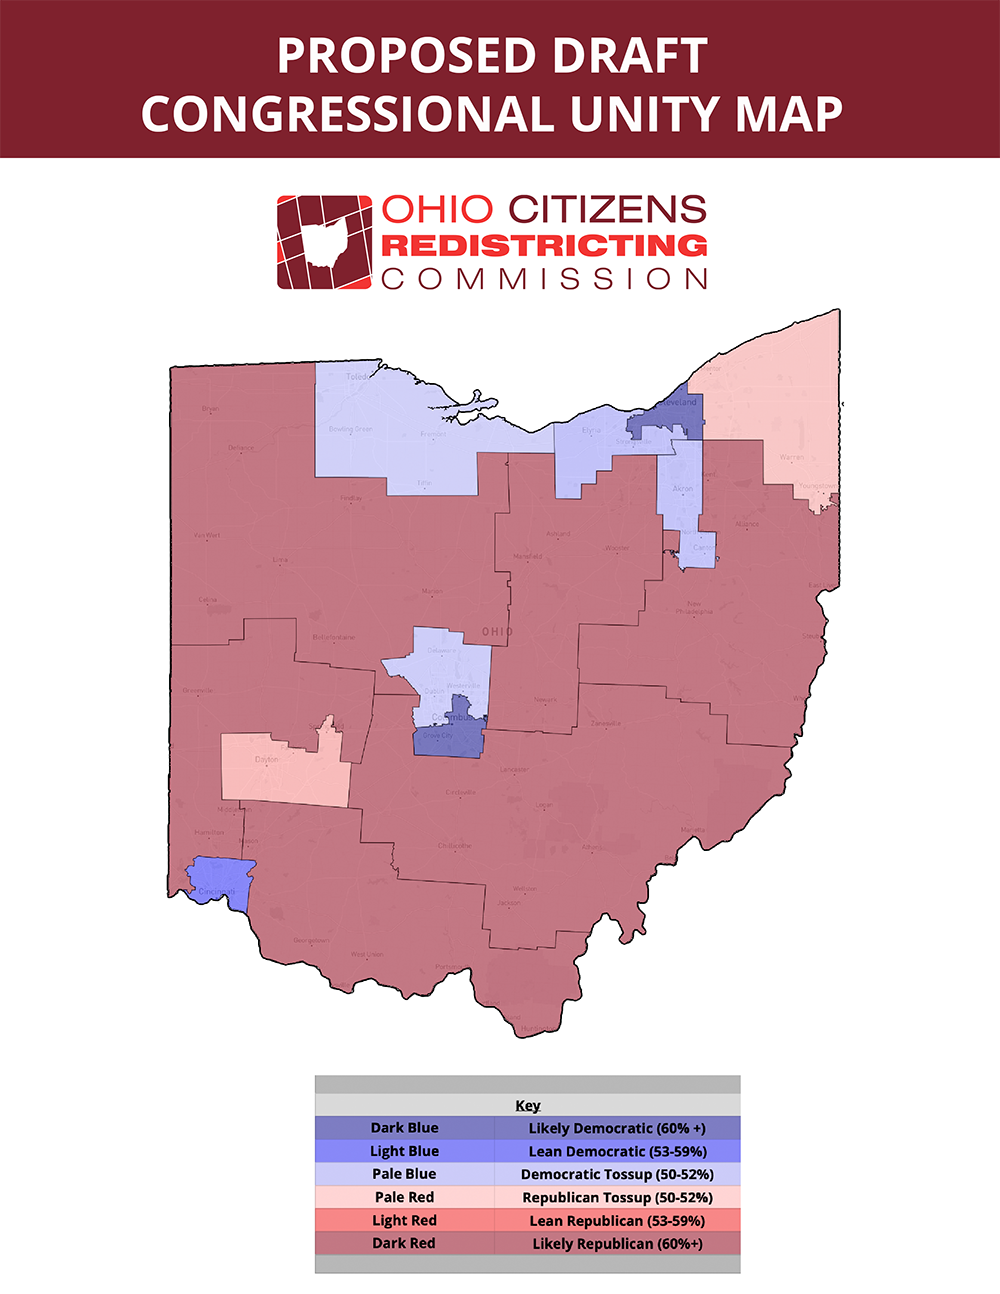 PROPOSED DRAFT
CONGRESSIONAL UNITY MAP
OHIO CITIZENS
REDISTRICTING
COMMISSION
Toledo
Cleveland
Bryan
Bowling Green
Fremont
Elyria
Defiance
Warren
Tiffin
Akron
Youngstown
Findlay
Alliance
Van Wert
Ashland
Wooster
Canton
Mansfield
Lima
Marion
Celina
New
Philadelphia
OHIO
Bellefontaine
Delaware
Greenville
Dublin
Westerville
Newark
Columbus
Zanesville
Grove City
Dayton
Lancaster
Circleville
Logan
Hamilton
Mason
Marietta
Chillicothe
Athens
Cincinnati
Wellston
Jackson
Georgetown
West Union
Portsmouth
Huntington
Key
Dark Blue Likely Democratic (60% +)
Light Blue Lean Democratic (53-59%)
Pale Blue Democratic Tossup (50-52%)
Pale Red Republican Tossup (50-52%)
Light Red Lean Republican (53-59%)
Dark Red Likely Republican (60%+)